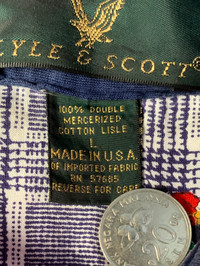 YLE & SCOTT
100% DOUBLE
MERCERIZED
COTTON LISLE
L
MADE IN U.S.A.
OF IMPORTED FABRIC
RN 57685
REVERSE FOR CARE
20